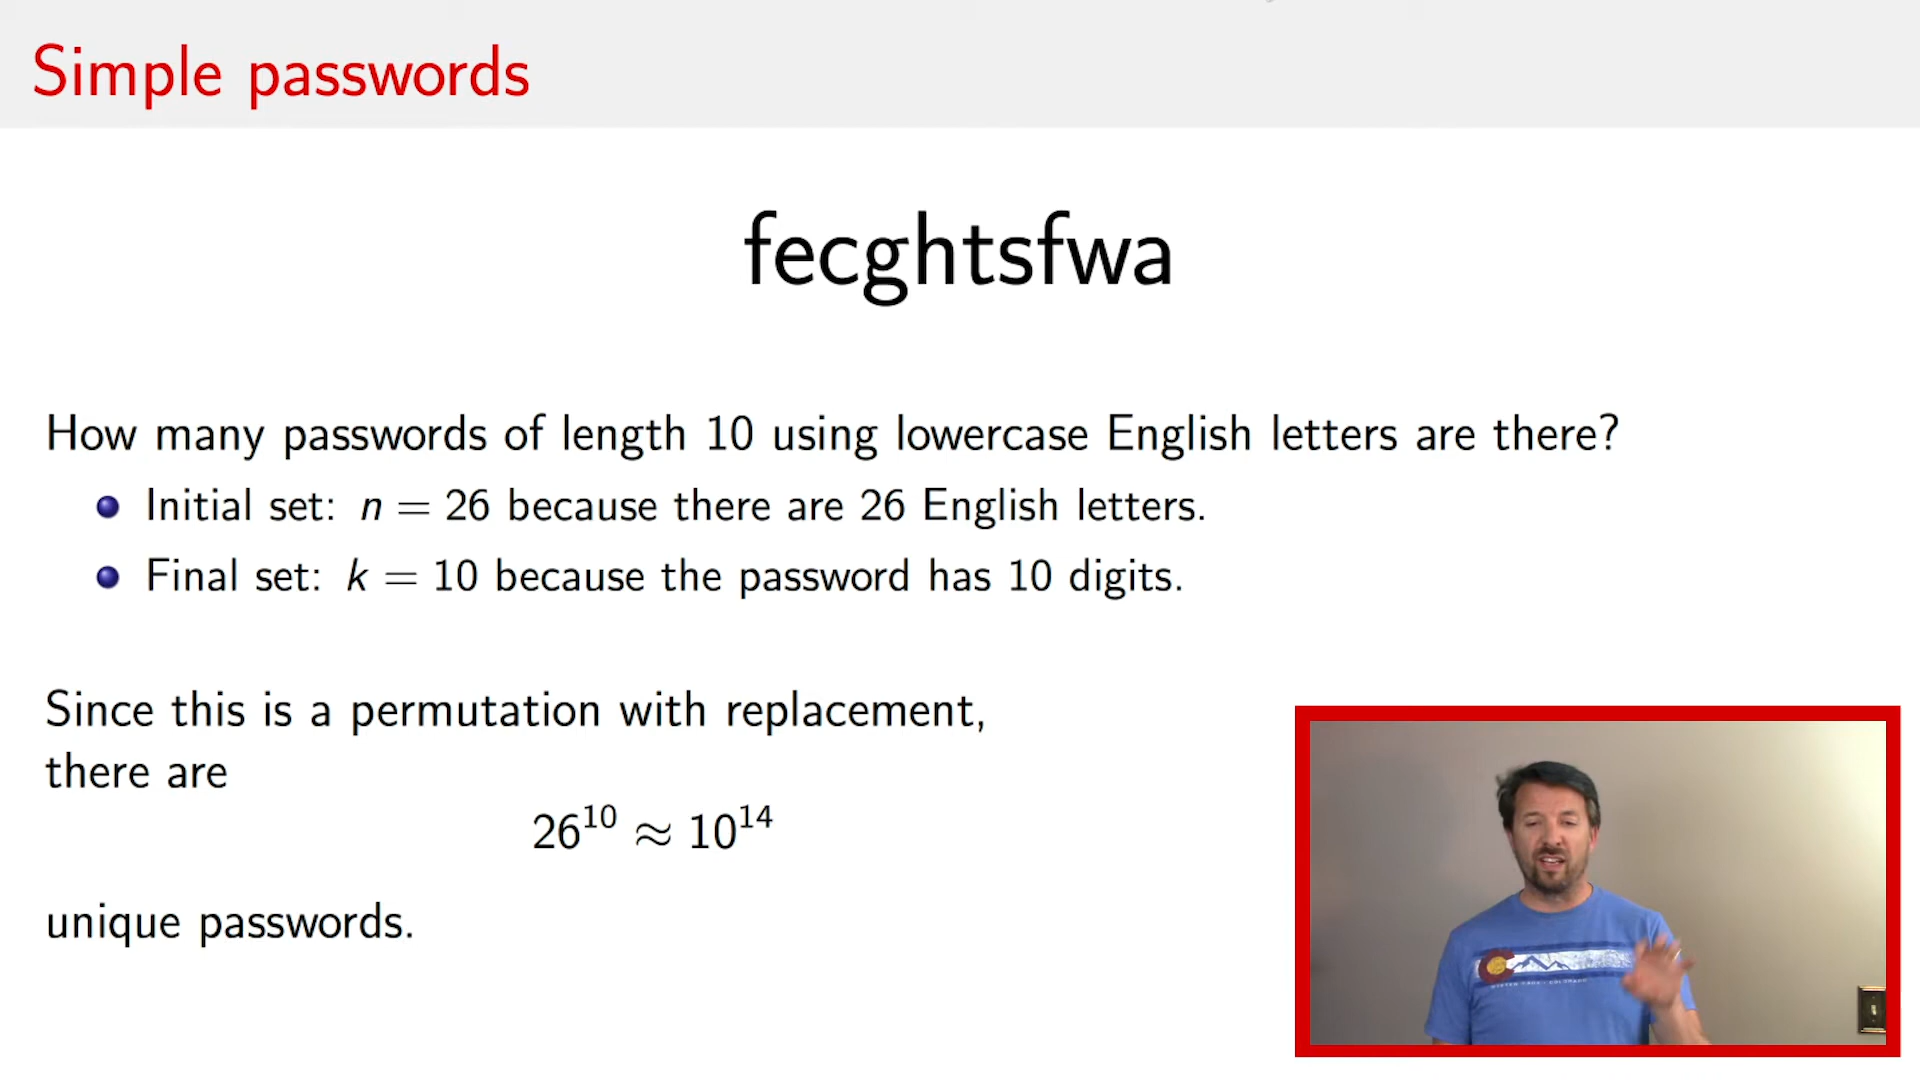 Simple passwords
fecghtsfwa
How many passwords of length 10 using lowercase English letters are there?
Initial set: n = 26 because there are 26 English letters.
Final set: k = 10 because the password has 10 digits.
Since this is a permutation with replacement,
there are
26^10 ≈ 10^14
unique passwords.